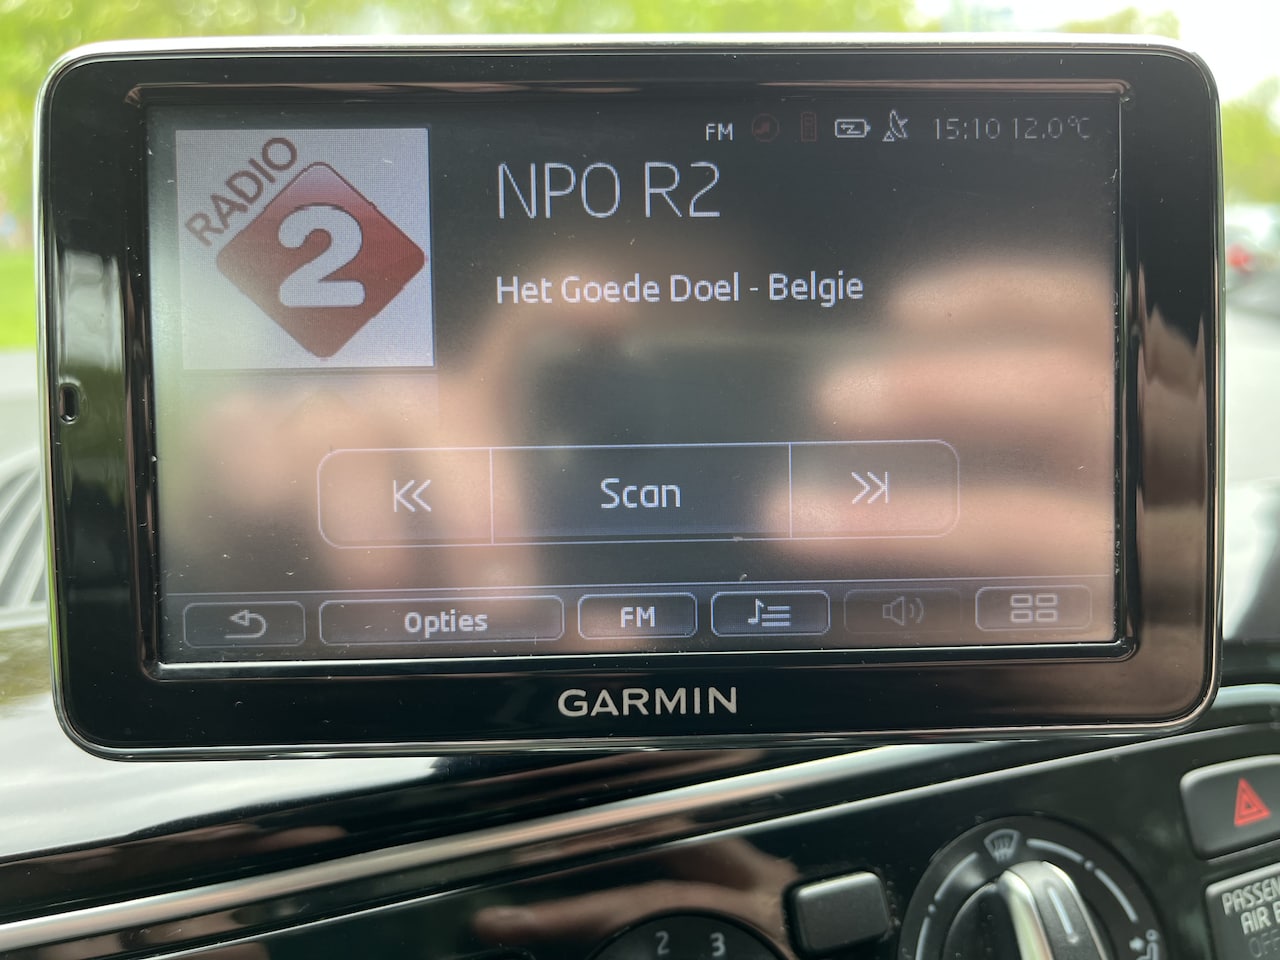 FM 15:10 12.0°C
RADIO
2
NPO R2
Het Goede Doel - Belgie
Scan
Opties
FM
GARMIN
2 3
PASSEN
AIR
OFF